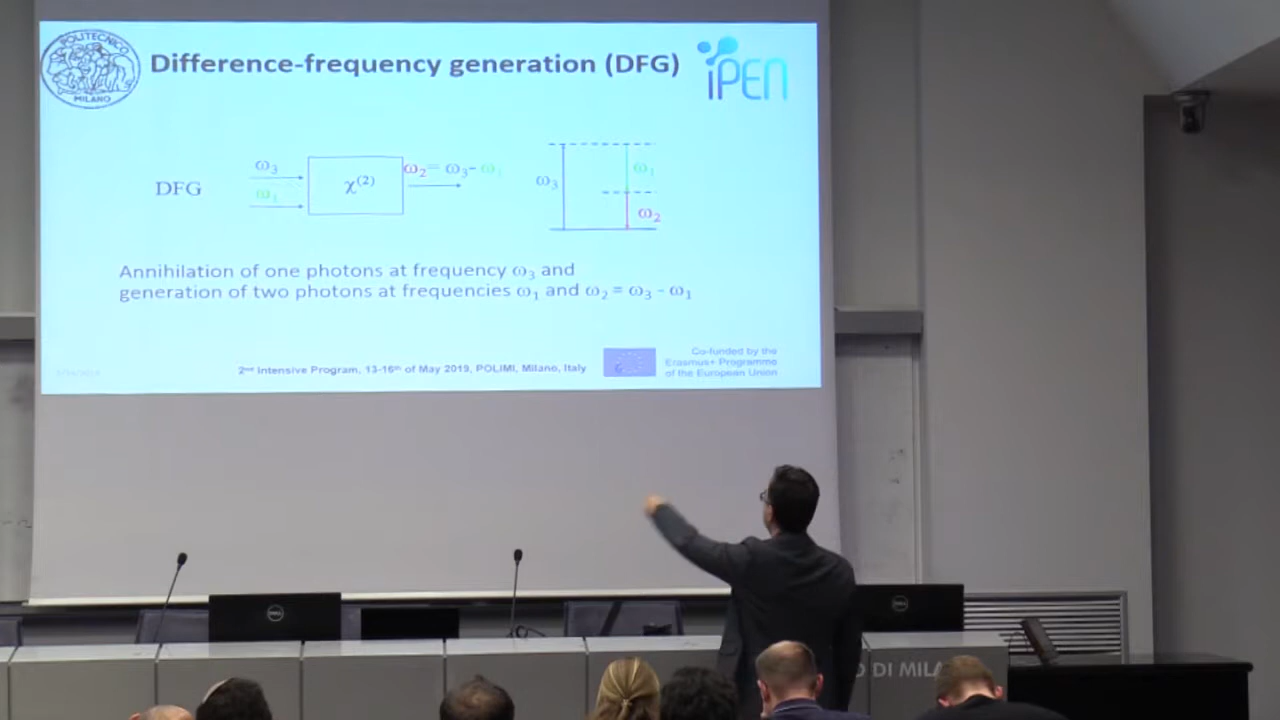 POLITECNICO
MILANO
Difference-frequency generation (DFG)
iPEN
DFG
ω3
ω1
χ(2)
ω2= ω3- ω1
ω3
ω1
ω2
Annihilation of one photons at frequency ω3 and
generation of two photons at frequencies ω1 and ω2 = ω3 - ω1
2nd Intensive Program, 13-16th of May 2019, POLIMI, Milano, Italy
Co-funded by the
Erasmus+ Programme
of the European Union
DELL
DELL
O DI MILA